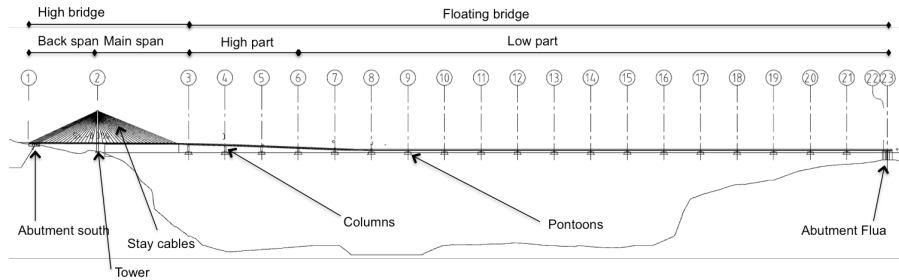 High bridge
Floating bridge
Back span
Main span
High part
Low part
1
2
3
4
5
6
7
8
9
10
11
12
13
14
15
16
17
18
19
20
21
22
23
Abutment south
Stay cables
Tower
Columns
Pontoons
Abutment Flua